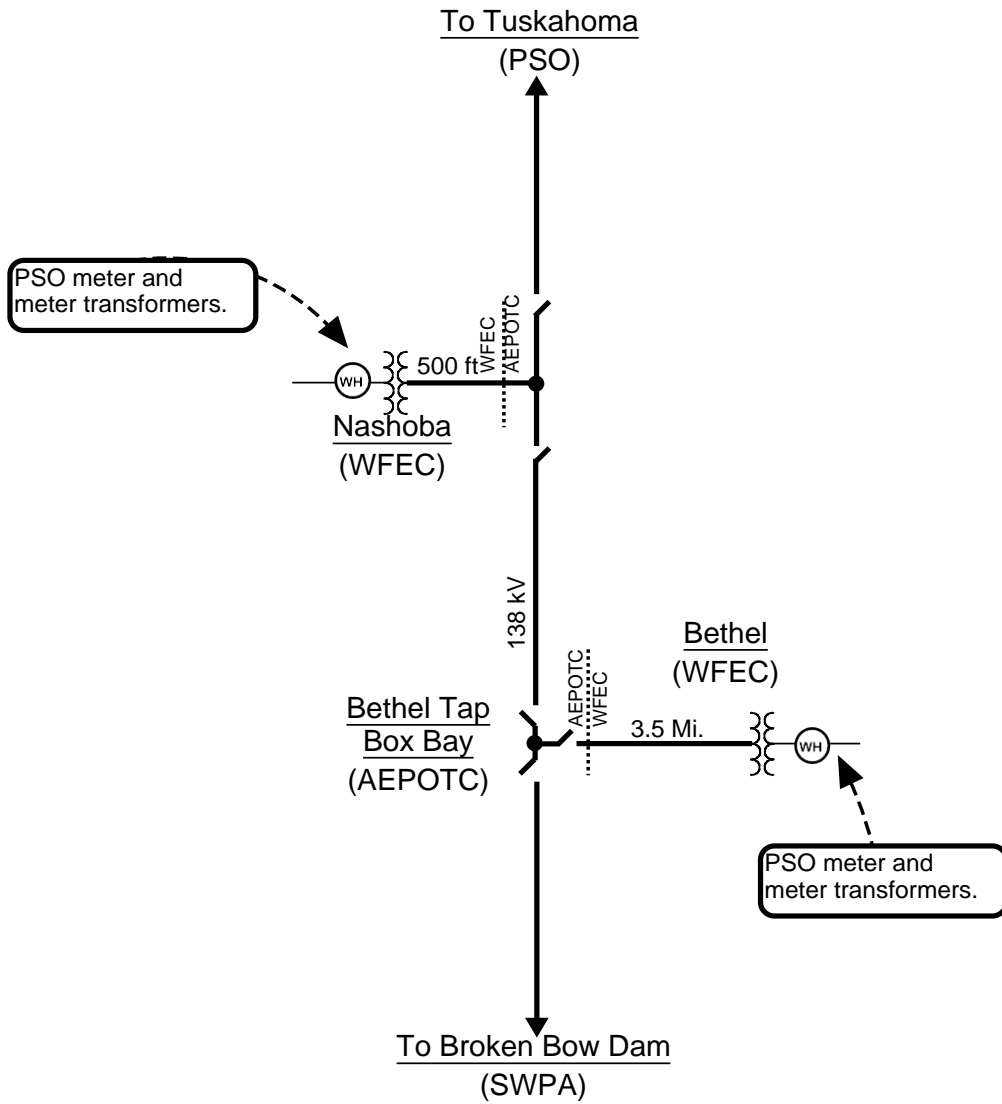 To Tuskahoma
(PSO)
PSO meter and
meter transformers.
WFEC
AEPOTC
500 ft
WH
Nashoba
(WFEC)
138 kV
Bethel
(WFEC)
AEPOTC
WFEC
Bethel Tap
Box Bay
(AEPOTC)
3.5 Mi.
WH
PSO meter and
meter transformers.
To Broken Bow Dam
(SWPA)